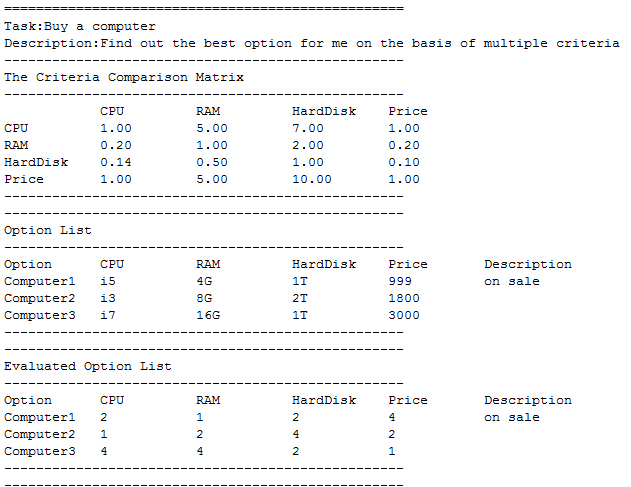 ==================================================
Task:Buy a computer
Description:Find out the best option for me on the basis of multiple criteria
--------------------------------------------------
The Criteria Comparison Matrix
--------------------------------------------------
            CPU         RAM         HardDisk    Price
CPU         1.00        5.00        7.00        1.00
RAM         0.20        1.00        2.00        0.20
HardDisk    0.14        0.50        1.00        0.10
Price       1.00        5.00        10.00       1.00
--------------------------------------------------
--------------------------------------------------
Option List
--------------------------------------------------
Option      CPU         RAM         HardDisk    Price       Description
Computer1   i5          4G          1T          999         on sale
Computer2   i3          8G          2T          1800
Computer3   i7          16G         1T          3000
--------------------------------------------------
--------------------------------------------------
Evaluated Option List
--------------------------------------------------
Option      CPU         RAM         HardDisk    Price       Description
Computer1   2           1           2           4           on sale
Computer2   1           2           4           2
Computer3   4           4           2           1
--------------------------------------------------
--------------------------------------------------